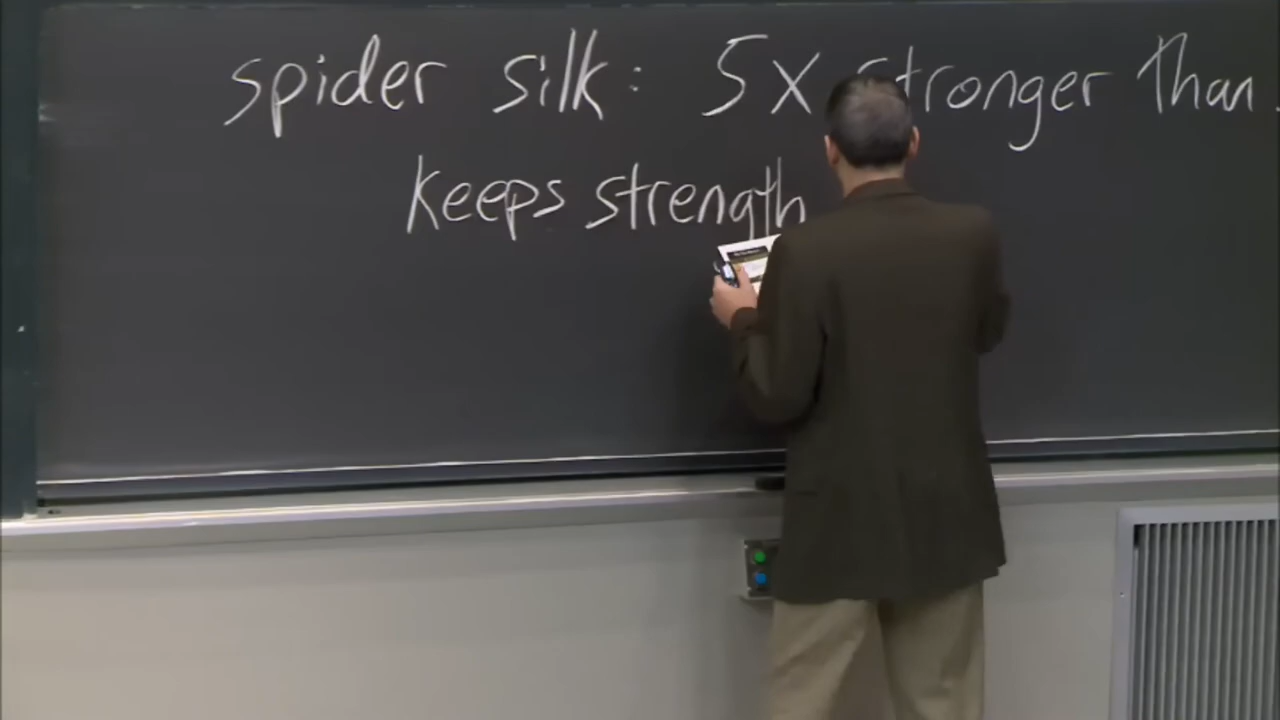 spider silk: 5x stronger than
keeps strength